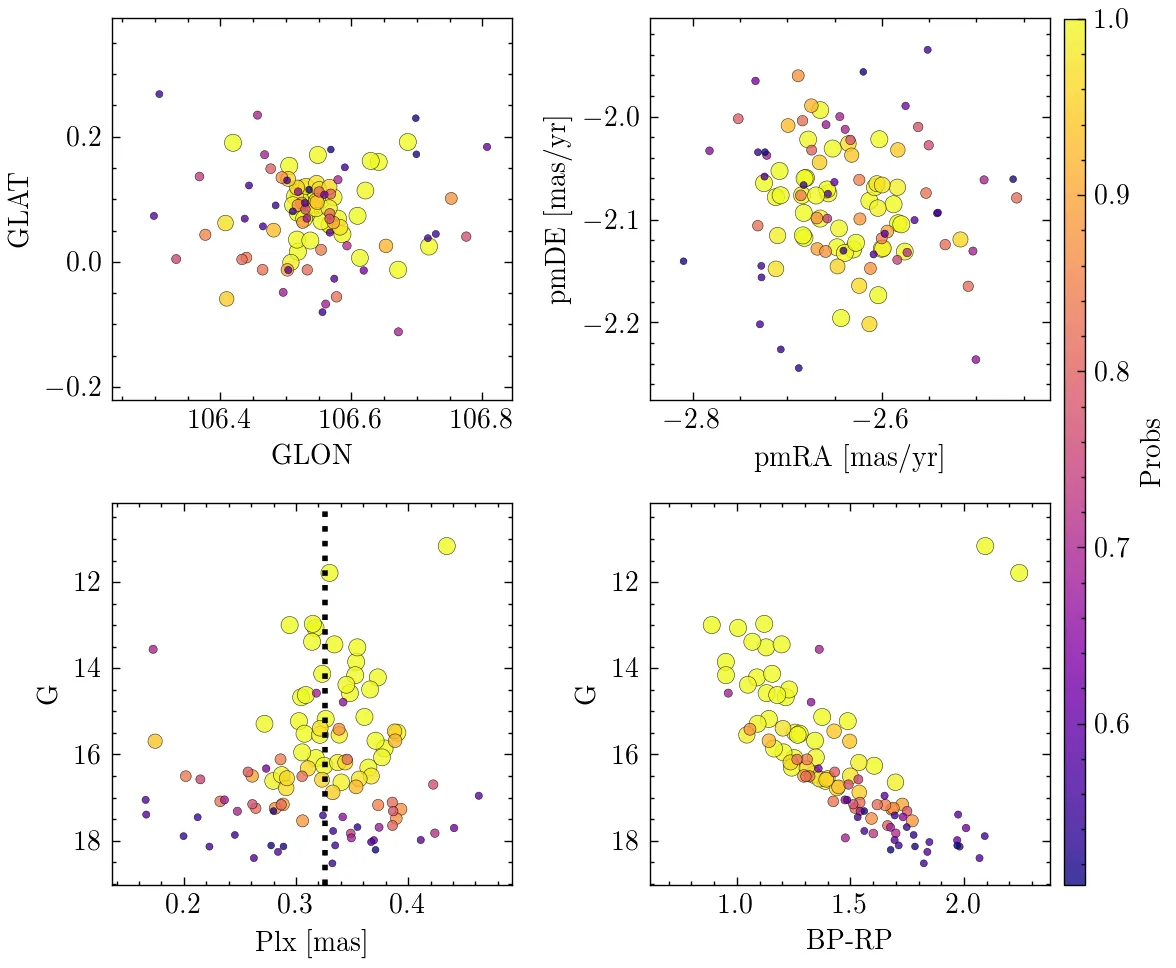 GLAT
0.2
0.0
−0.2
106.4 106.6 106.8
GLON
pmDE [mas/yr]
−2.0
−2.1
−2.2
−2.8 −2.6
pmRA [mas/yr]
G
12
14
16
18
0.2 0.3 0.4
Plx [mas]
G
12
14
16
18
1.0 1.5 2.0
BP-RP
1.0
0.9
0.8
0.7
0.6
Probs